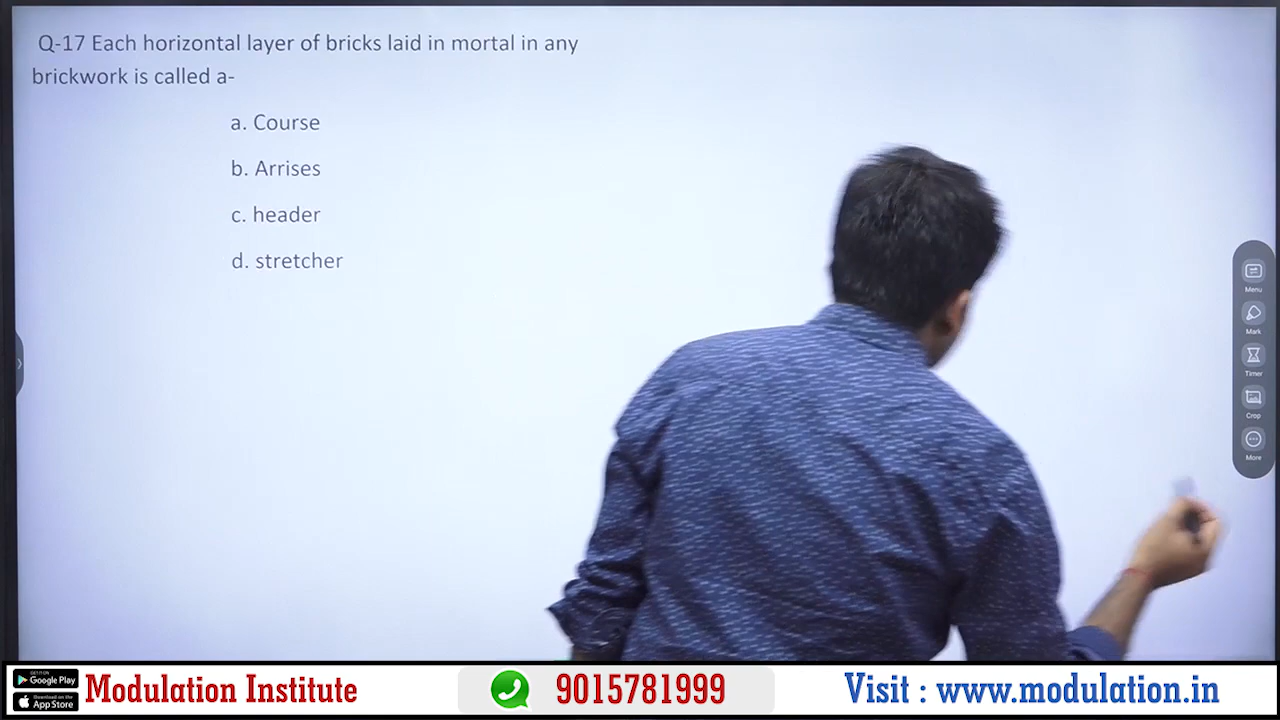 Q-17 Each horizontal layer of bricks laid in mortal in any
brickwork is called a-
a. Course
b. Arrises
c. header
d. stretcher
Menu
Mark
Timer
Crop
More
GET IT ON
Google Play
Download on the
App Store
Modulation Institute
9015781999
Visit : www.modulation.in